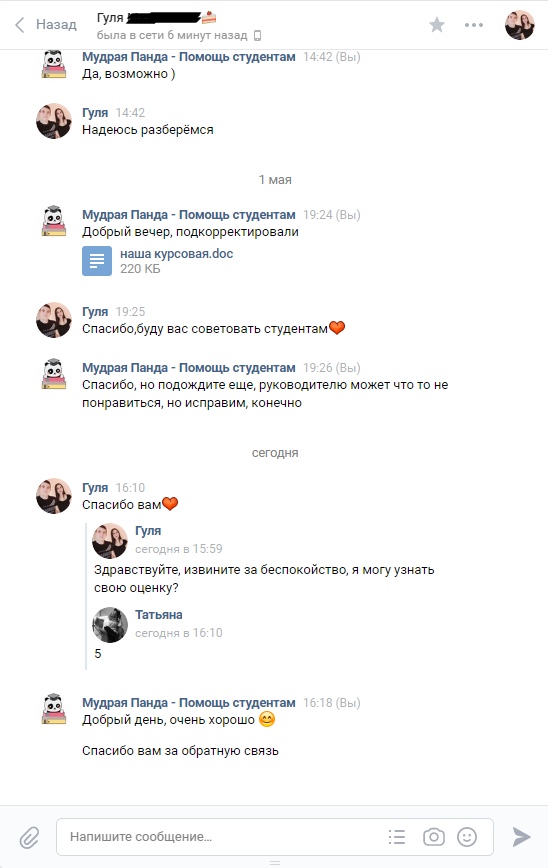 Назад
Гуля
была в сети 6 минут назад
Мудрая Панда - Помощь студентам 14:42 (Вы)
Да, возможно )
Гуля 14:42
Надеюсь разберёмся
1 мая
Мудрая Панда - Помощь студентам 19:24 (Вы)
Добрый вечер, подкорректировали
наша курсовая.doc
220 КБ
Гуля 19:25
Спасибо,буду вас советовать студентам❤
Мудрая Панда - Помощь студентам 19:26 (Вы)
Спасибо, но подождите еще, руководителю может что то не
понравиться, но исправим, конечно
сегодня
Гуля 16:10
Спасибо вам❤
Гуля
сегодня в 15:59
Здравствуйте, извините за беспокойство, я могу узнать
свою оценку?
Татьяна
сегодня в 16:10
5
Мудрая Панда - Помощь студентам 16:18 (Вы)
Добрый день, очень хорошо 😊
Спасибо вам за обратную связь
Напишите сообщение...